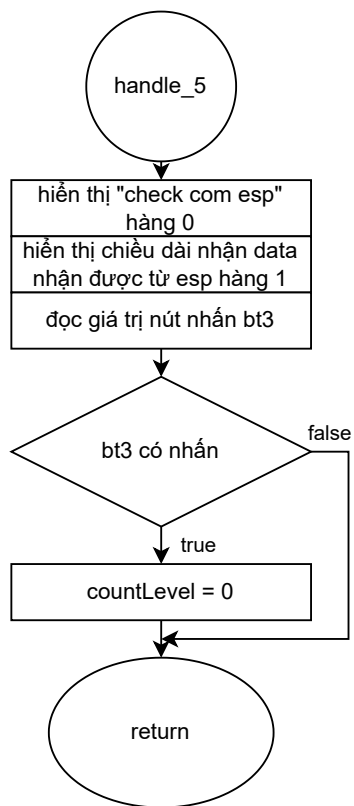 handle_5
hiển thị "check com esp"
hàng 0
hiển thị chiều dài nhận data
nhận được từ esp hàng 1
đọc giá trị nút nhấn bt3
bt3 có nhấn
false
true
countLevel = 0
return